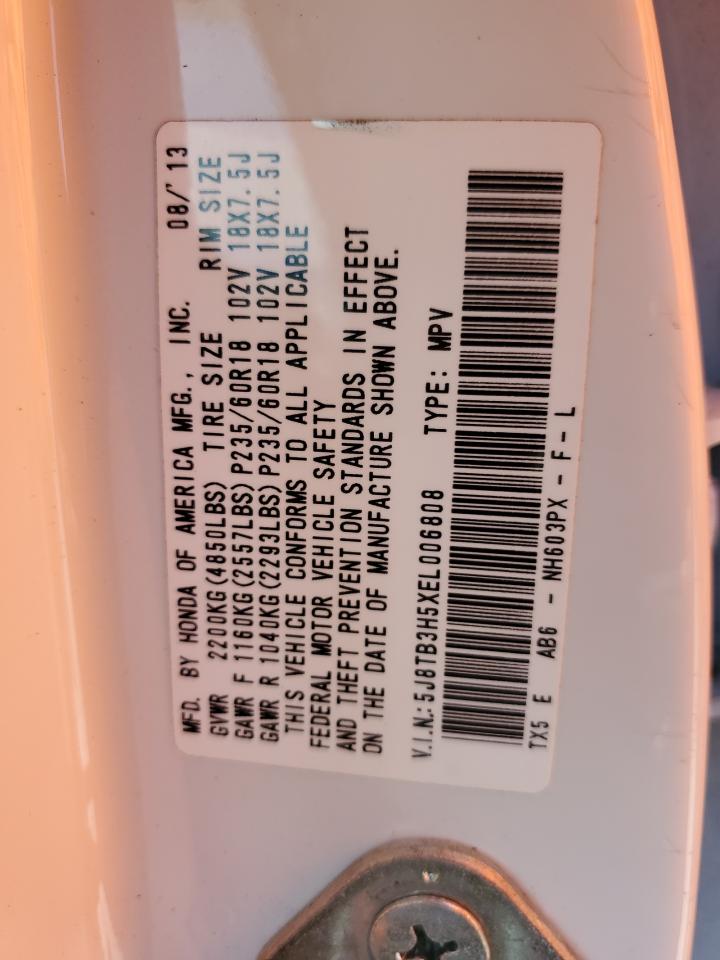 MFD. BY HONDA OF AMERICA MFG., INC. 08/'13
GVWR 2200KG(4850LBS) TIRE SIZE RIM SIZE
GAWR F 1160KG(2557LBS) P235/60R18 102V 18X7.5J
GAWR R 1040KG(2293LBS) P235/60R18 102V 18X7.5J
THIS VEHICLE CONFORMS TO ALL APPLICABLE
FEDERAL MOTOR VEHICLE SAFETY
AND THEFT PREVENTION STANDARDS IN EFFECT
ON THE DATE OF MANUFACTURE SHOWN ABOVE.
V.I.N.: 5J8TB3H5XEL006808 TYPE: MPV
TX5 E AB6 - NH603PX - F - L